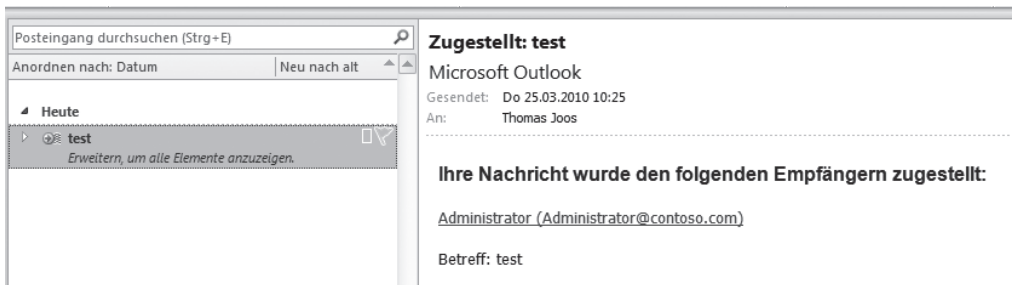 Posteingang durchsuchen (Strg+E)
Anordnen nach: Datum
Neu nach alt
Heute
test
Erweitern, um alle Elemente anzuzeigen.
Zugestellt: test
Microsoft Outlook
Gesendet: Do 25.03.2010 10:25
An: Thomas Joos
Ihre Nachricht wurde den folgenden Empfängern zugestellt:
Administrator (Administrator@contoso.com)
Betreff: test